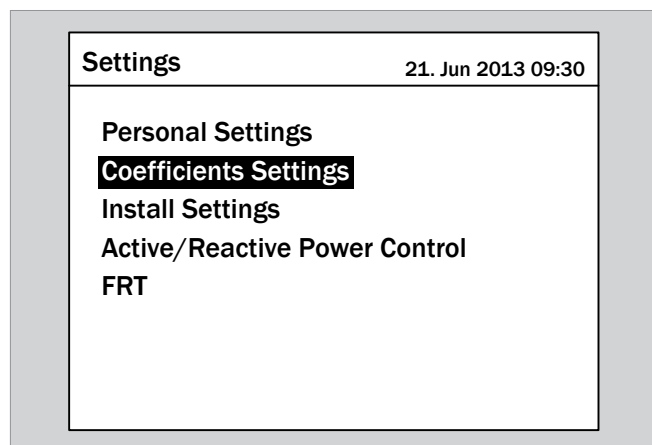 Settings
21. Jun 2013 09:30
Personal Settings
Coefficients Settings
Install Settings
Active/Reactive Power Control
FRT